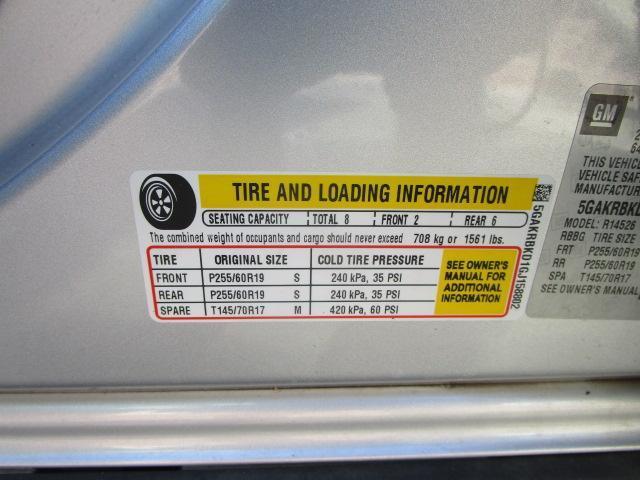 TIRE AND LOADING INFORMATION
SEATING CAPACITY TOTAL 8 FRONT 2 REAR 6
The combined weight of occupants and cargo should never exceed 708 kg or 1561 lbs.
TIRE ORIGINAL SIZE COLD TIRE PRESSURE
FRONT P255/60R19 S 240 kPa, 35 PSI
REAR P255/60R19 S 240 kPa, 35 PSI
SPARE T145/70R17 M 420 kPa, 60 PSI
SEE OWNER'S
MANUAL FOR
ADDITIONAL
INFORMATION
5GAKRBKD1GJ158802
GM
64
THIS VEHICL
VEHICLE SAF
MANUFACTUR
5GAKRBKD
MODEL: R14526
RBBG TIRE SIZE
FRT P255/60R19
RR P255/60R19
SPA T145/70R17
SEE OWNER'S MANUAL